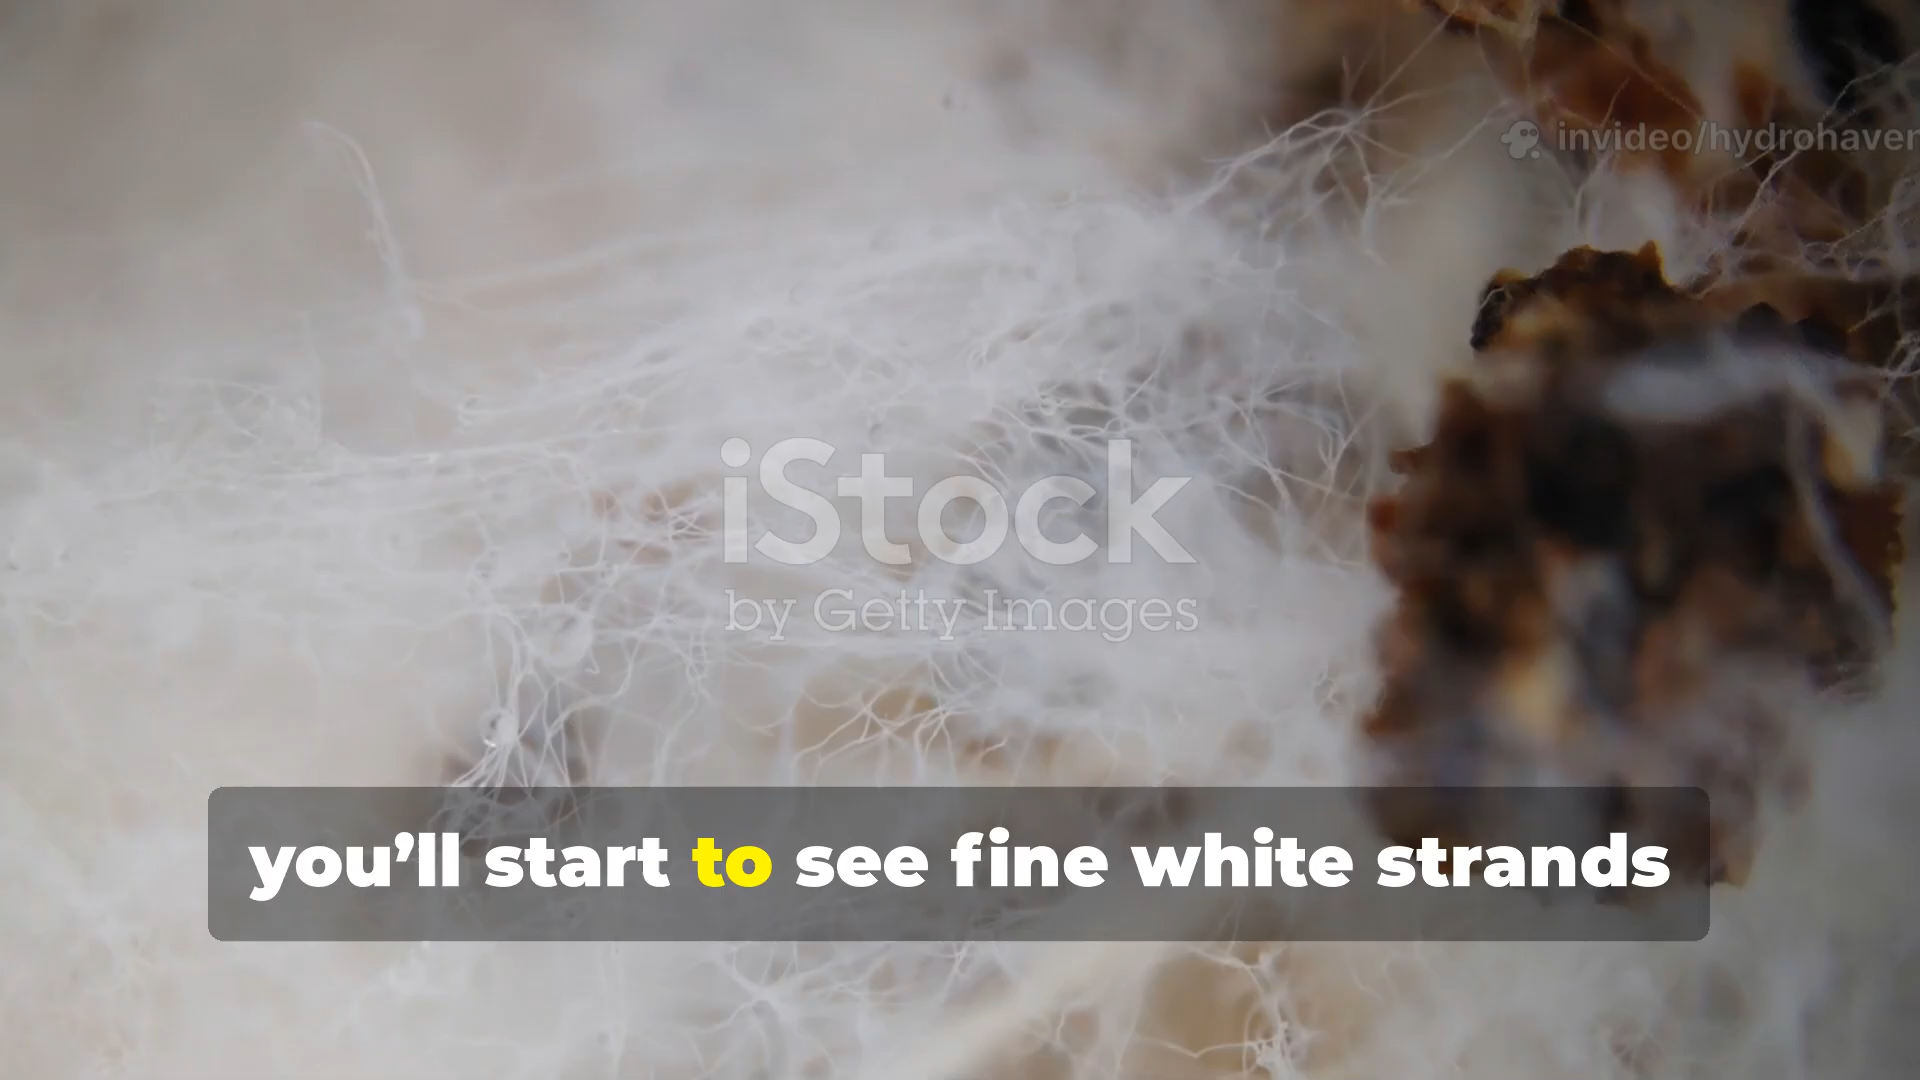 invideo/hydrohaven
iStock
by Getty Images
you’ll start to see fine white strands